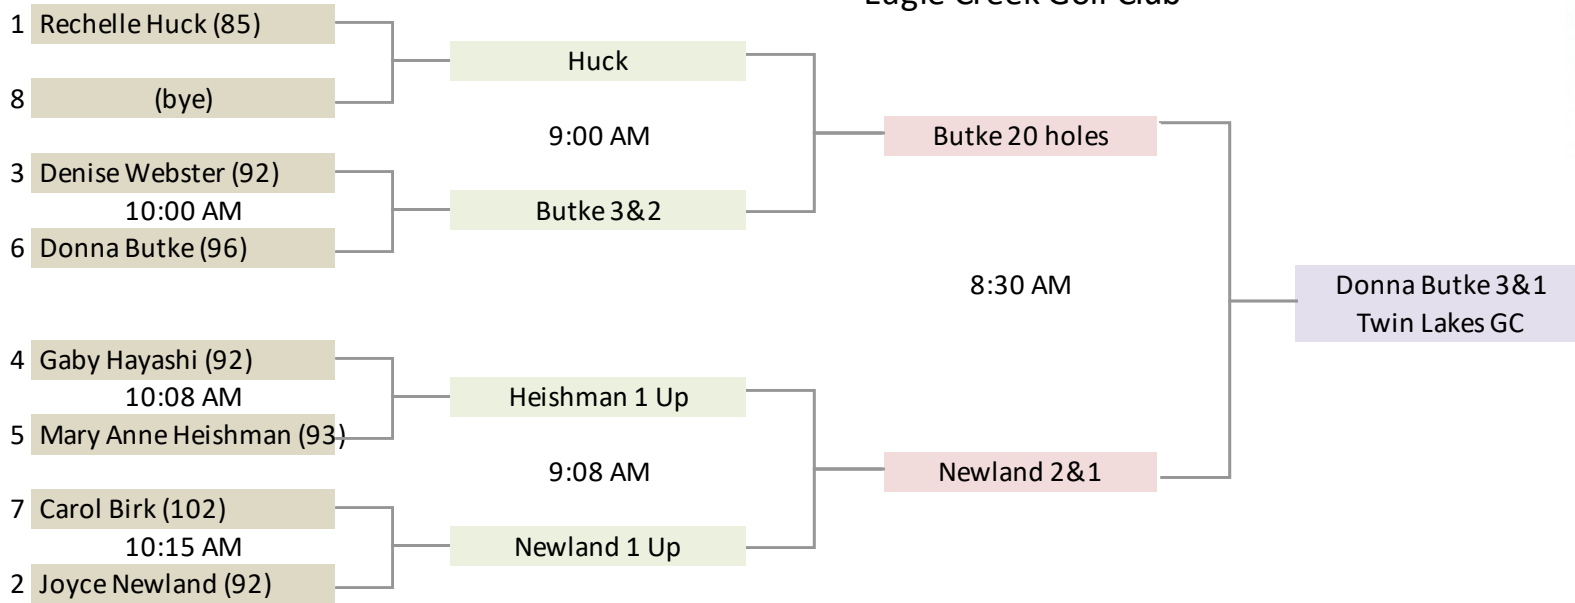 Eagle Creek Golf Club
1 Rechelle Huck (85)
8 (bye)
3 Denise Webster (92)
10:00 AM
6 Donna Butke (96)
4 Gaby Hayashi (92)
10:08 AM
5 Mary Anne Heishman (93)
7 Carol Birk (102)
10:15 AM
2 Joyce Newland (92)
Huck
9:00 AM
Butke 3&2
Heishman 1 Up
9:08 AM
Newland 1 Up
Butke 20 holes
8:30 AM
Newland 2&1
Donna Butke 3&1
Twin Lakes GC